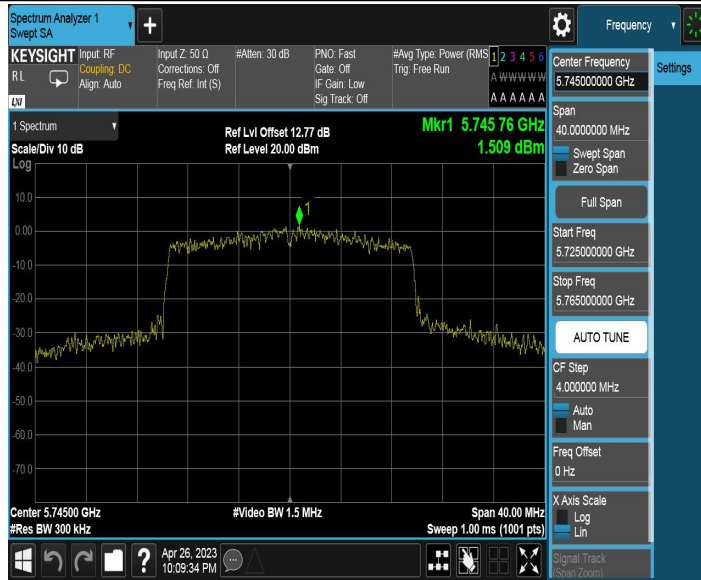 Spectrum Analyzer 1
Swept SA
+
Frequency
KEYSIGHT
RL
LXI
Input: RF
Coupling: DC
Align: Auto
Input Z: 50 Ω
Corrections: Off
Freq Ref: Int (S)
#Atten: 30 dB
PNO: Fast
Gate: Off
IF Gain: Low
Sig Track: Off
#Avg Type: Power (RMS
Trig: Free Run
1 2 3 4 5 6
A W W W W W
A A A A A A
1 Spectrum
Scale/Div 10 dB
Log
Ref Lvl Offset 12.77 dB
Ref Level 20.00 dBm
Mkr1 5.745 76 GHz
1.509 dBm
1
10.0
0.00
-10.0
-20.0
-30.0
-40.0
-50.0
-60.0
-70.0
Center 5.74500 GHz
#Res BW 300 kHz
#Video BW 1.5 MHz
Span 40.00 MHz
Sweep 1.00 ms (1001 pts)
Center Frequency
5.745000000 GHz
Span
40.0000000 MHz
Swept Span
Zero Span
Full Span
Start Freq
5.725000000 GHz
Stop Freq
5.765000000 GHz
AUTO TUNE
CF Step
4.000000 MHz
Auto
Man
Freq Offset
0 Hz
X Axis Scale
Log
Lin
Signal Track
(Span Zoom)
Settings
?
Apr 26, 2023
10:09:34 PM